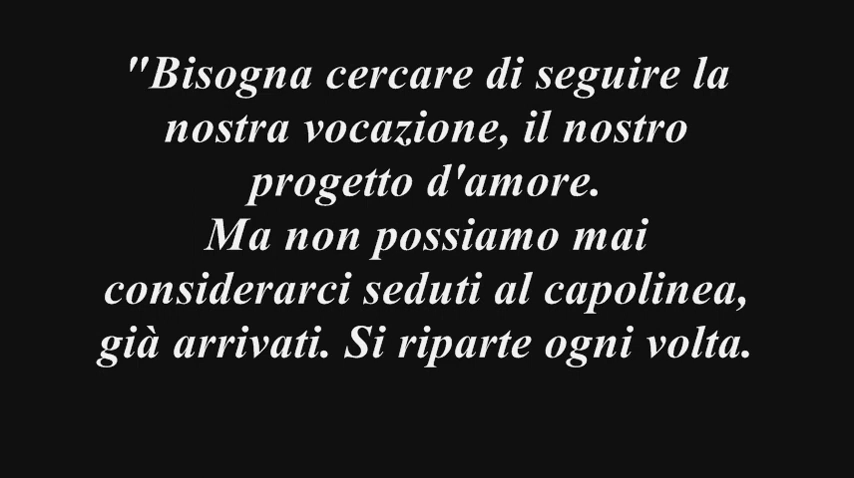 "Bisogna cercare di seguire la
nostra vocazione, il nostro
progetto d'amore.
Ma non possiamo mai
considerarci seduti al capolinea,
già arrivati. Si riparte ogni volta.